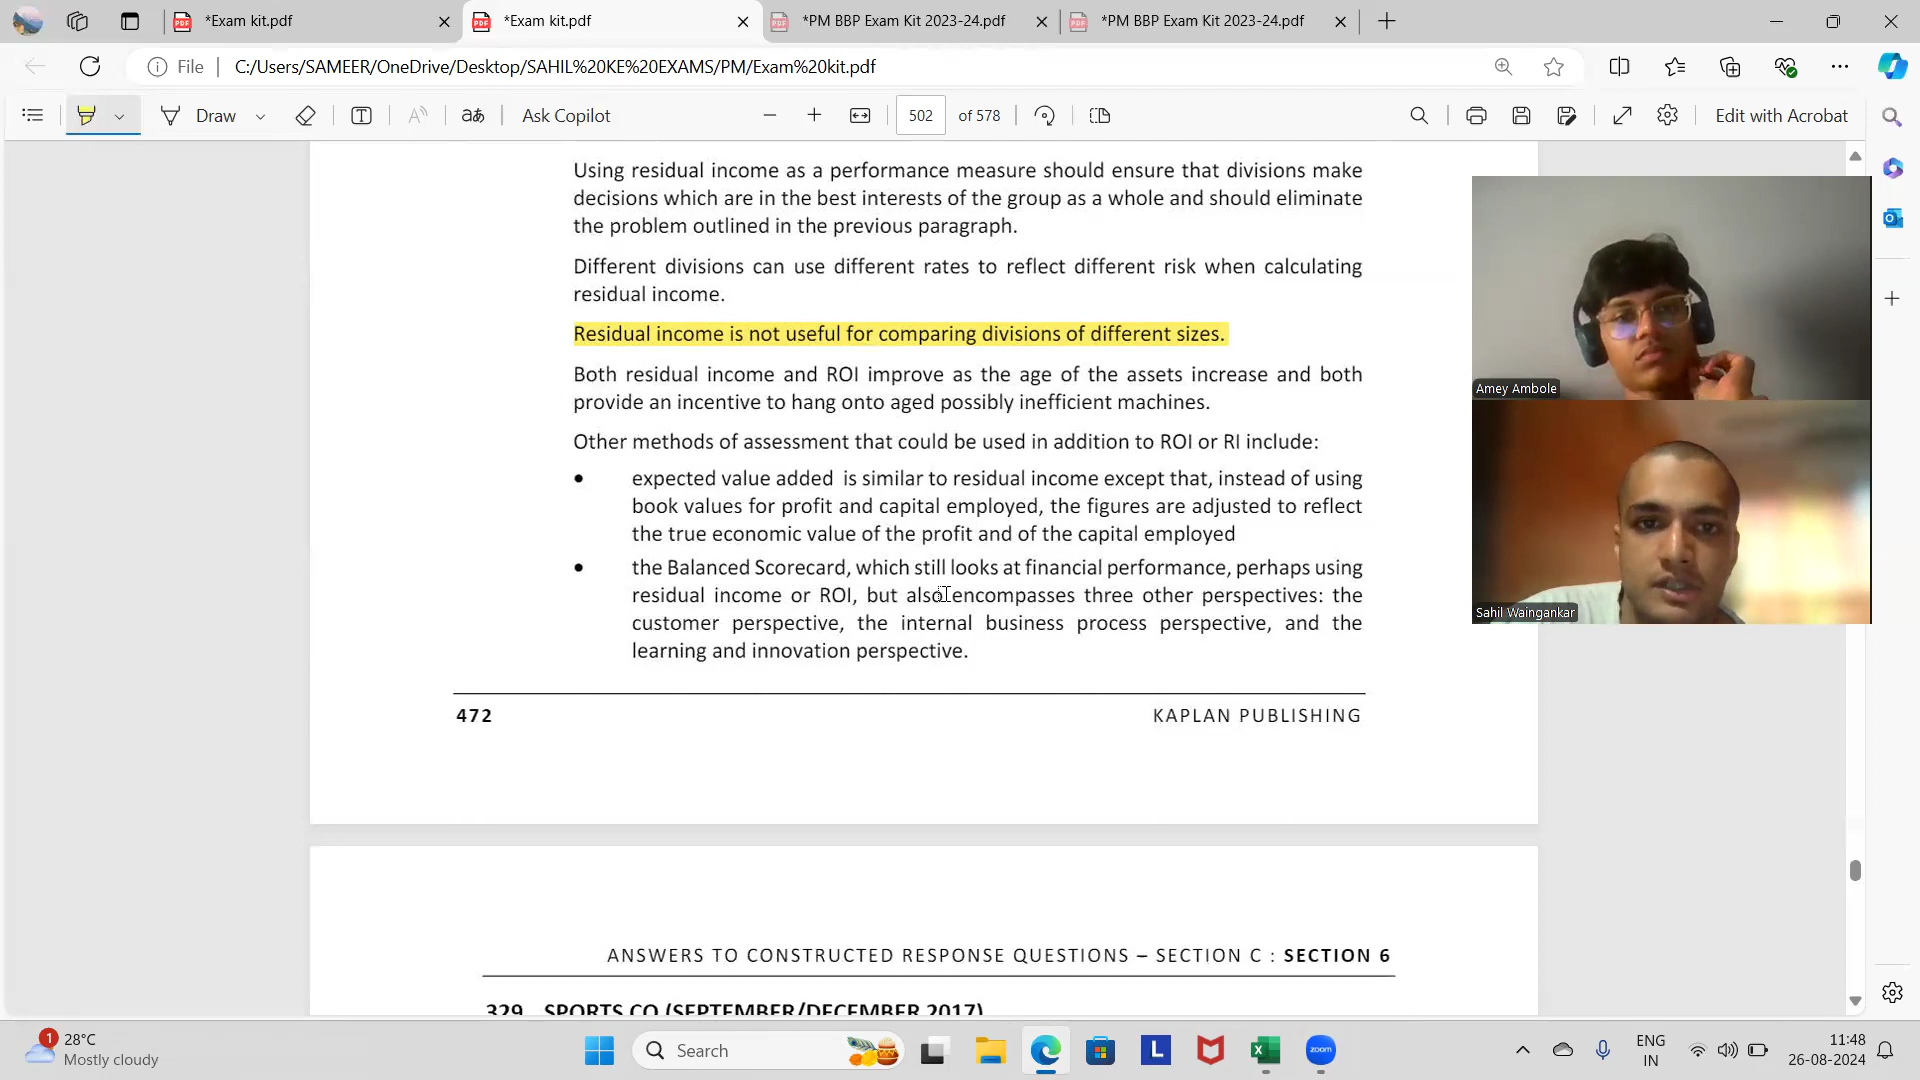 *Exam kit.pdf
*Exam kit.pdf
*PM BBP Exam Kit 2023-24.pdf
*PM BBP Exam Kit 2023-24.pdf
File
C:/Users/SAMEER/OneDrive/Desktop/SAHIL%20KE%20EXAMS/PM/Exam%20kit.pdf
Draw
aあ
Ask Copilot
502 of 578
Edit with Acrobat
Using residual income as a performance measure should ensure that divisions make
decisions which are in the best interests of the group as a whole and should eliminate
the problem outlined in the previous paragraph.
Different divisions can use different rates to reflect different risk when calculating
residual income.
Residual income is not useful for comparing divisions of different sizes.
Both residual income and ROI improve as the age of the assets increase and both
provide an incentive to hang onto aged possibly inefficient machines.
Other methods of assessment that could be used in addition to ROI or RI include:
• expected value added is similar to residual income except that, instead of using
book values for profit and capital employed, the figures are adjusted to reflect
the true economic value of the profit and of the capital employed
• the Balanced Scorecard, which still looks at financial performance, perhaps using
residual income or ROI, but also encompasses three other perspectives: the
customer perspective, the internal business process perspective, and the
learning and innovation perspective.
472
KAPLAN PUBLISHING
ANSWERS TO CONSTRUCTED RESPONSE QUESTIONS – SECTION C : SECTION 6
329 SPORTS CO (SEPTEMBER/DECEMBER 2017)
Amey Ambole
Sahil Waingankar
1
28°C
Mostly cloudy
Search
L
zoom
ENG
IN
11:48
26-08-2024